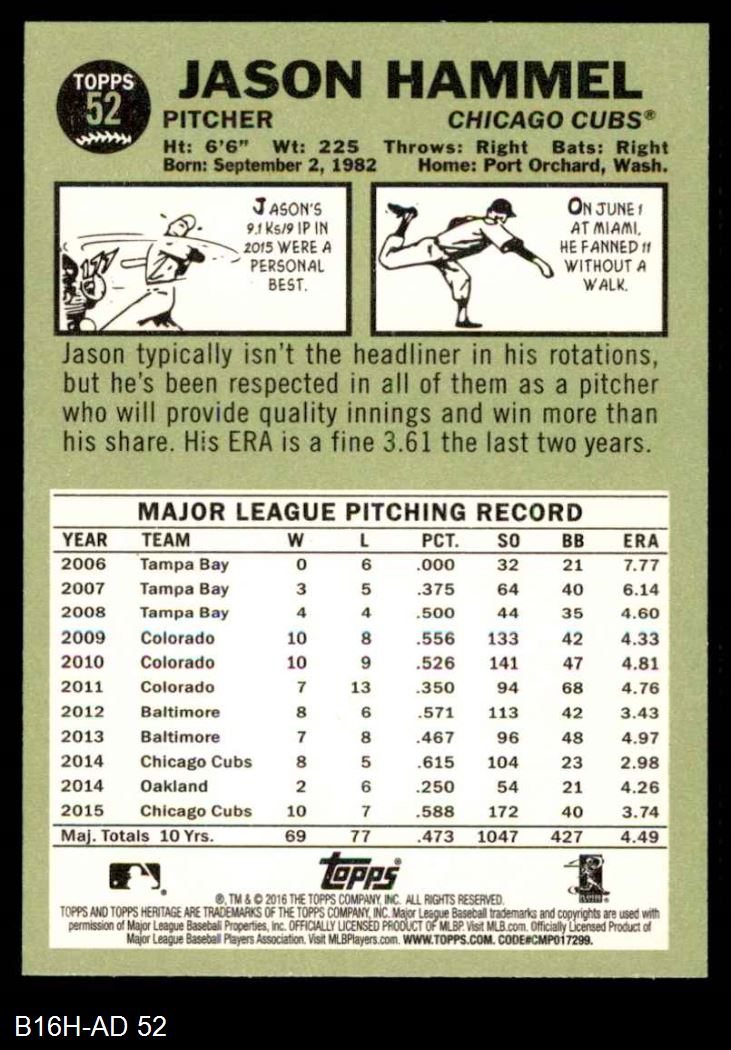 TOPPS
52
JASON HAMMEL
PITCHER CHICAGO CUBS®
Ht: 6'6" Wt: 225 Throws: Right Bats: Right
Born: September 2, 1982 Home: Port Orchard, Wash.
JASON'S
9.1 Ks/9 IP IN
2015 WERE A
PERSONAL
BEST.
ON JUNE 1
AT MIAMI,
HE FANNED 11
WITHOUT A
WALK.
Jason typically isn't the headliner in his rotations,
but he's been respected in all of them as a pitcher
who will provide quality innings and win more than
his share. His ERA is a fine 3.61 the last two years.
MAJOR LEAGUE PITCHING RECORD
YEAR TEAM W L PCT. SO BB ERA
2006 Tampa Bay 0 6 .000 32 21 7.77
2007 Tampa Bay 3 5 .375 64 40 6.14
2008 Tampa Bay 4 4 .500 44 35 4.60
2009 Colorado 10 8 .556 133 42 4.33
2010 Colorado 10 9 .526 141 47 4.81
2011 Colorado 7 13 .350 94 68 4.76
2012 Baltimore 8 6 .571 113 42 3.43
2013 Baltimore 7 8 .467 96 48 4.97
2014 Chicago Cubs 8 5 .615 104 23 2.98
2014 Oakland 2 6 .250 54 21 4.26
2015 Chicago Cubs 10 7 .588 172 40 3.74
Maj. Totals 10 Yrs. 69 77 .473 1047 427 4.49
Topps®
®, TM & © 2016 THE TOPPS COMPANY, INC. ALL RIGHTS RESERVED.
TOPPS AND TOPPS HERITAGE ARE TRADEMARKS OF THE TOPPS COMPANY, INC. Major League Baseball trademarks and copyrights are used with
permission of Major League Baseball Properties, Inc. OFFICIALLY LICENSED PRODUCT OF MLBP. Visit MLB.com. Officially Licensed Product of
Major League Baseball Players Association. Visit MLBPlayers.com. WWW.TOPPS.COM. CODE#CMP017299.
B16H-AD 52